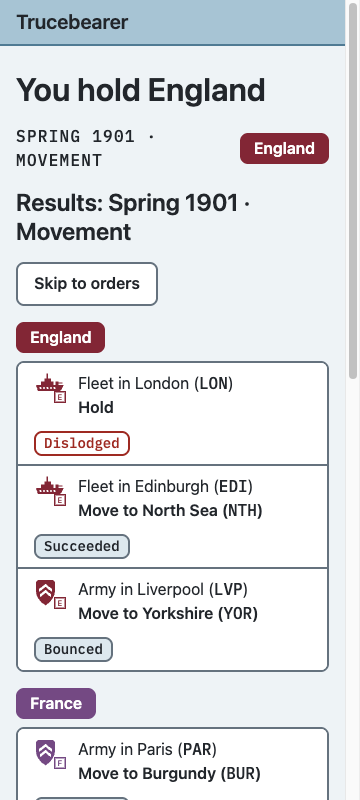 Trucebearer
You hold England
SPRING 1901 ·
MOVEMENT
England
Results: Spring 1901 ·
Movement
Skip to orders
England
E
Fleet in London (LON)
Hold
Dislodged
E
Fleet in Edinburgh (EDI)
Move to North Sea (NTH)
Succeeded
E
Army in Liverpool (LVP)
Move to Yorkshire (YOR)
Bounced
France
F
Army in Paris (PAR)
Move to Burgundy (BUR)